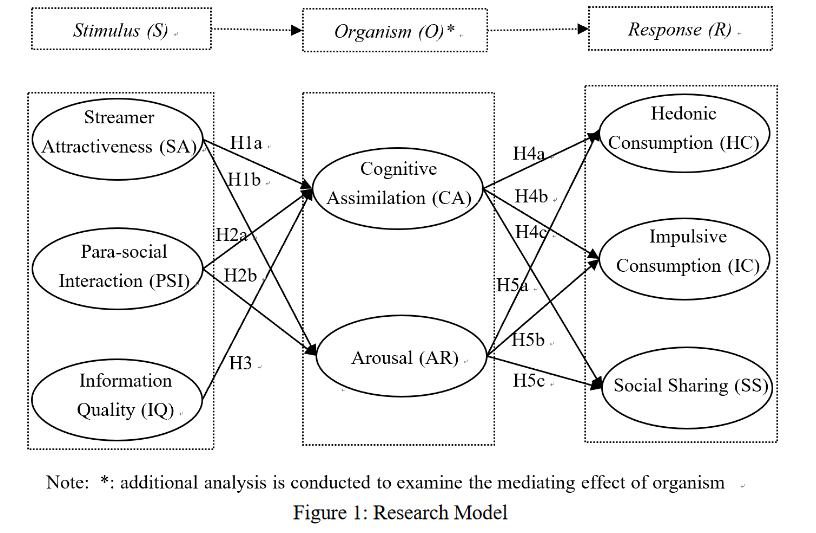 Stimulus (S)
Organism (O)*
Response (R)
Streamer
Attractiveness (SA)
Para-social
Interaction (PSI)
Information
Quality (IQ)
H1a
H1b
H2a
H2b
H3
Cognitive
Assimilation (CA)
Arousal (AR)
H4a
H4b
H4c
H5a
H5b
H5c
Hedonic
Consumption (HC)
Impulsive
Consumption (IC)
Social Sharing (SS)
Note: *: additional analysis is conducted to examine the mediating effect of organism
Figure 1: Research Model